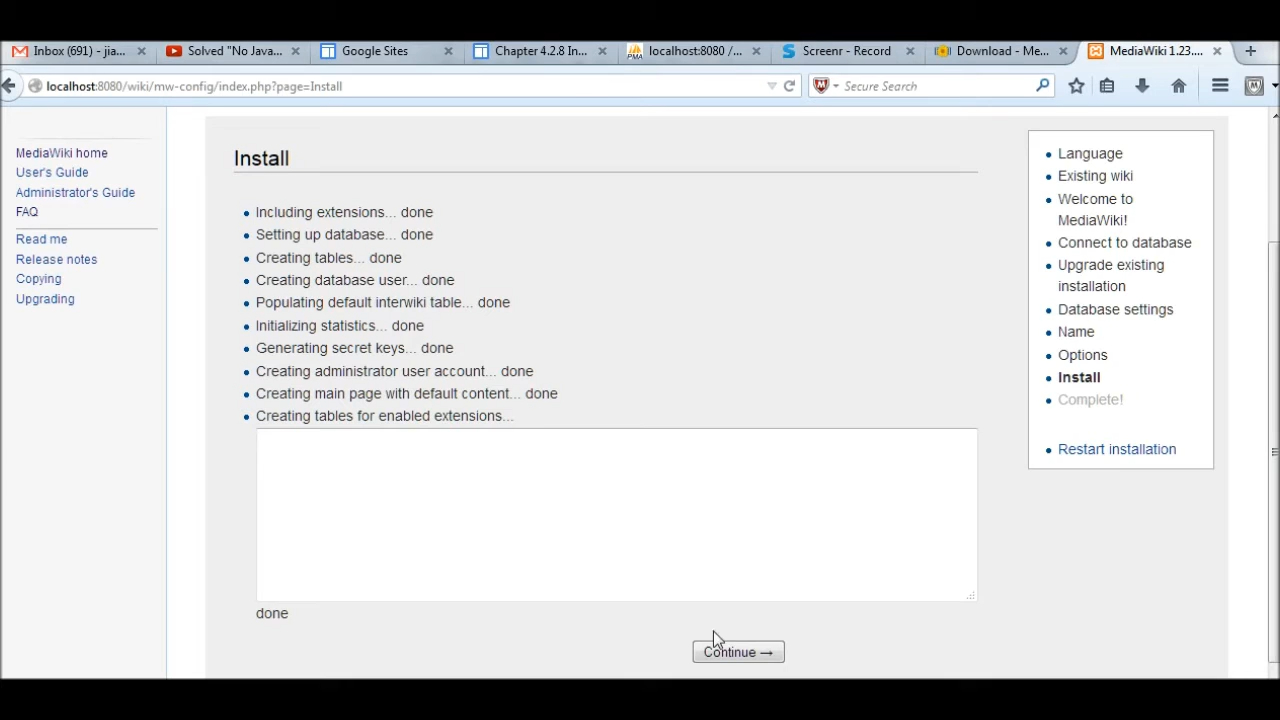 Inbox (691) - jia...
Solved "No Java...
Google Sites
Chapter 4.2.8 In...
PMA
localhost:8080 /...
Screenr - Record
Download - Me...
MediaWiki 1.23....
localhost:8080/wiki/mw-config/index.php?page=Install
Secure Search
MediaWiki home
User's Guide
Administrator's Guide
FAQ
Read me
Release notes
Copying
Upgrading
Install
Including extensions... done
Setting up database... done
Creating tables... done
Creating database user... done
Populating default interwiki table... done
Initializing statistics... done
Generating secret keys... done
Creating administrator user account... done
Creating main page with default content... done
Creating tables for enabled extensions...
done
Continue →
Language
Existing wiki
Welcome to
MediaWiki!
Connect to database
Upgrade existing
installation
Database settings
Name
Options
Install
Complete!
Restart installation